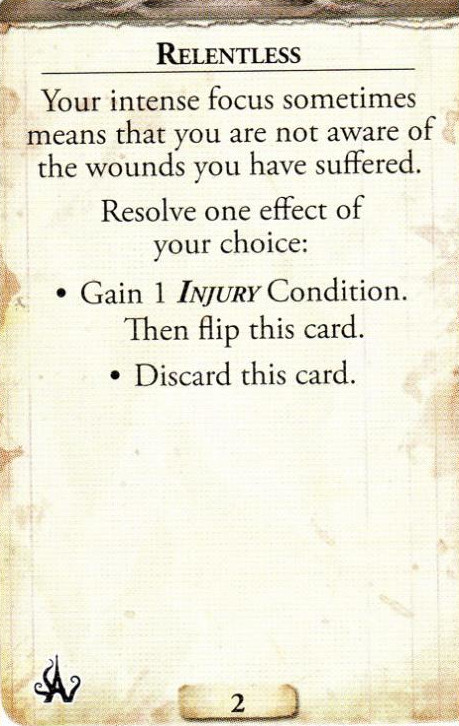 RELENTLESS
Your intense focus sometimes
means that you are not aware of
the wounds you have suffered.
Resolve one effect of
your choice:
• Gain 1 INJURY Condition.
Then flip this card.
• Discard this card.
2